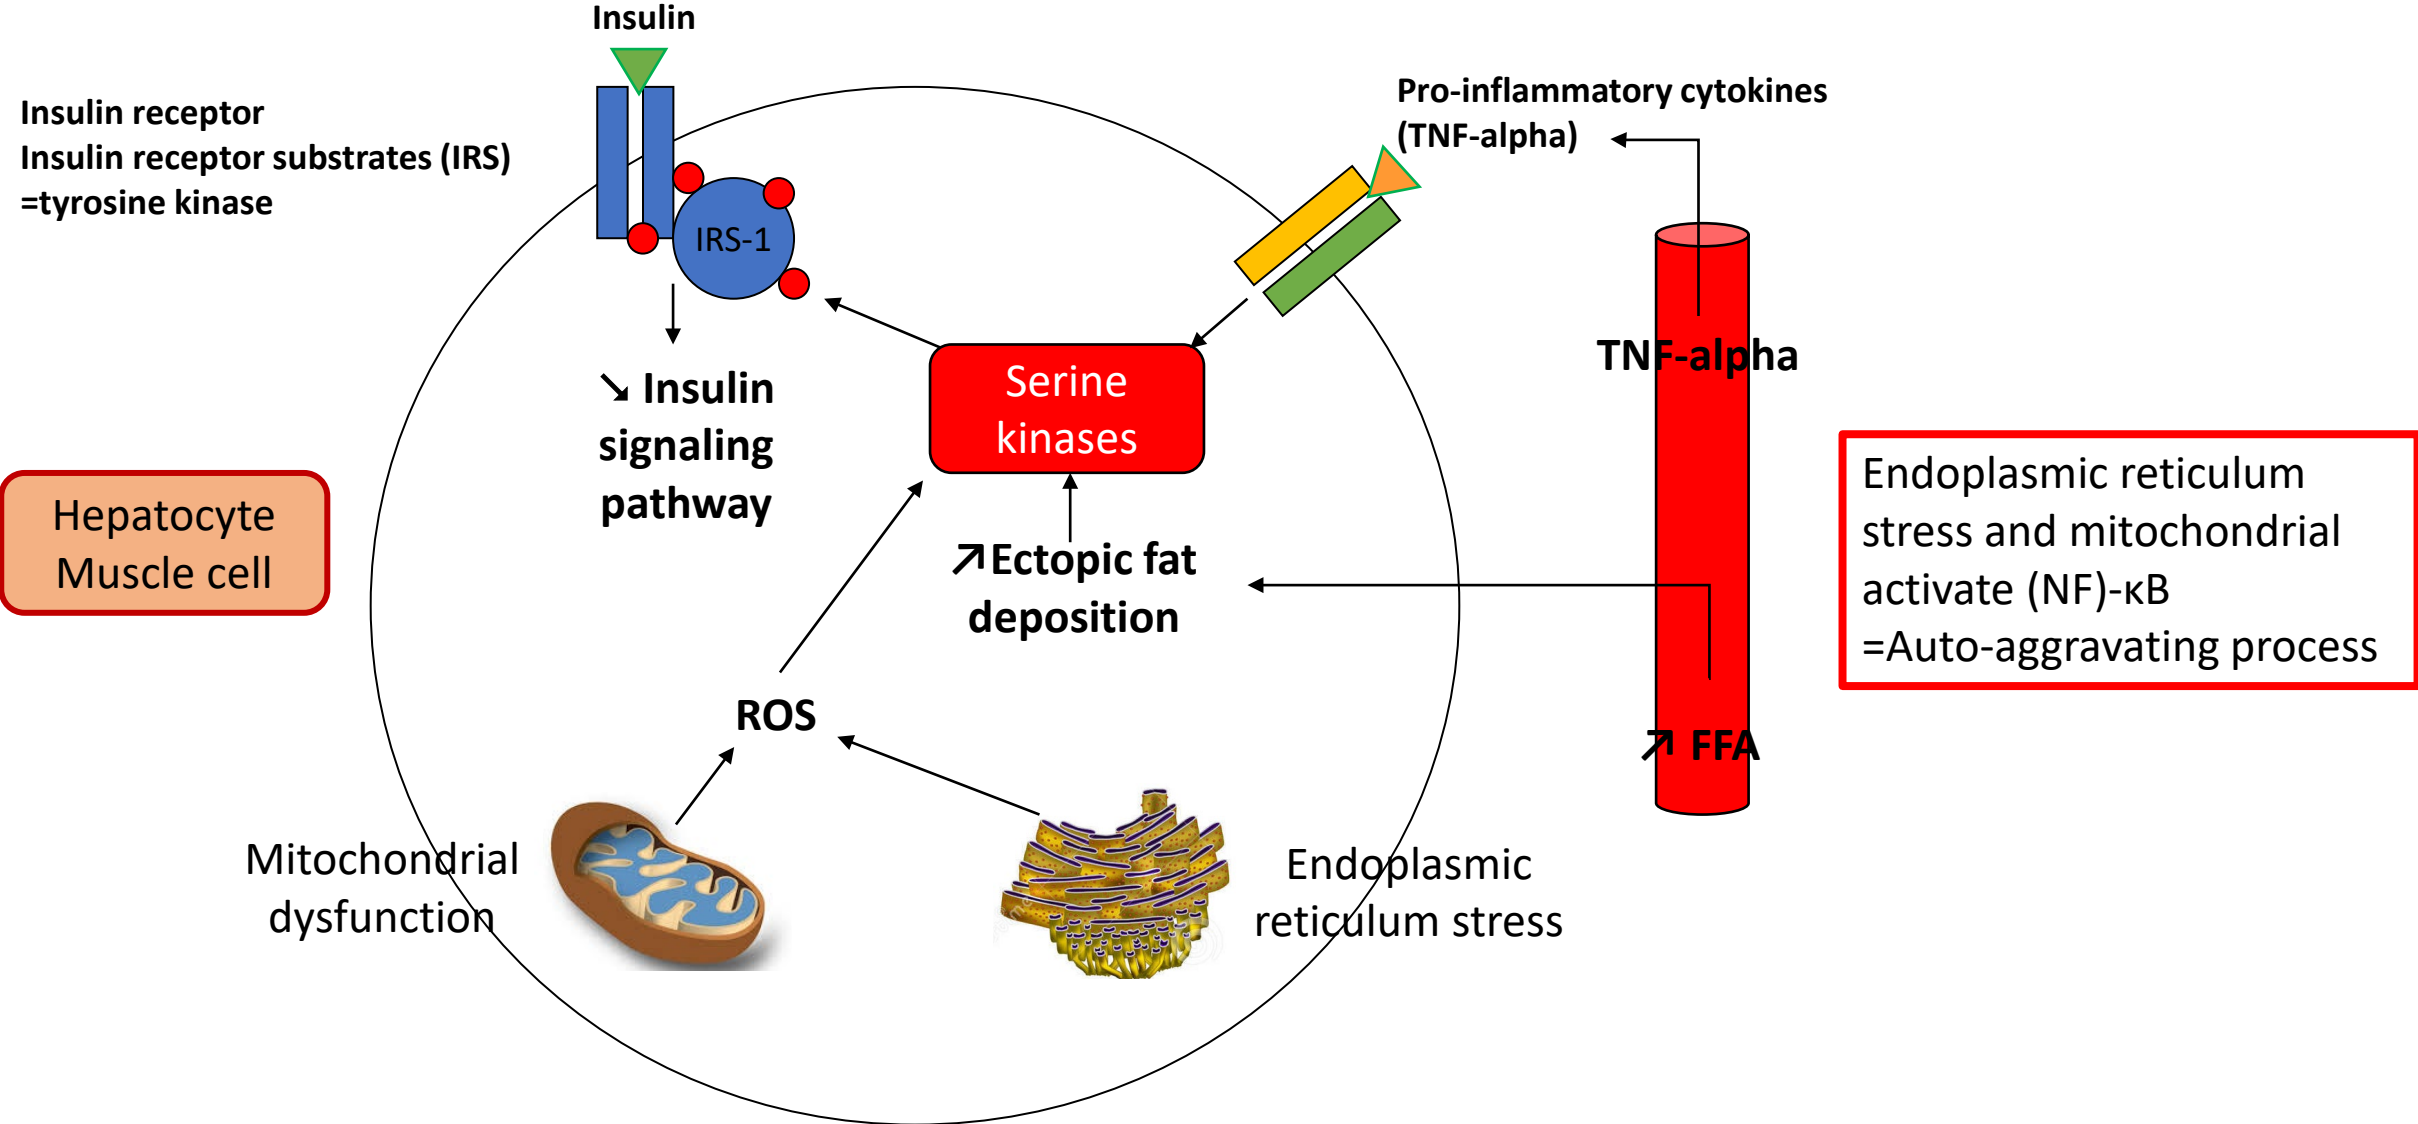 Insulin
Insulin receptor
Insulin receptor substrates (IRS)
=tyrosine kinase
Pro-inflammatory cytokines
(TNF-alpha)
IRS-1
TNF-alpha
Serine
kinases
↘ Insulin
signaling
pathway
Hepatocyte
Muscle cell
↗Ectopic fat
deposition
Endoplasmic reticulum
stress and mitochondrial
activate (NF)-κB
=Auto-aggravating process
ROS
↗ FFA
Mitochondrial
dysfunction
Endoplasmic
reticulum stress